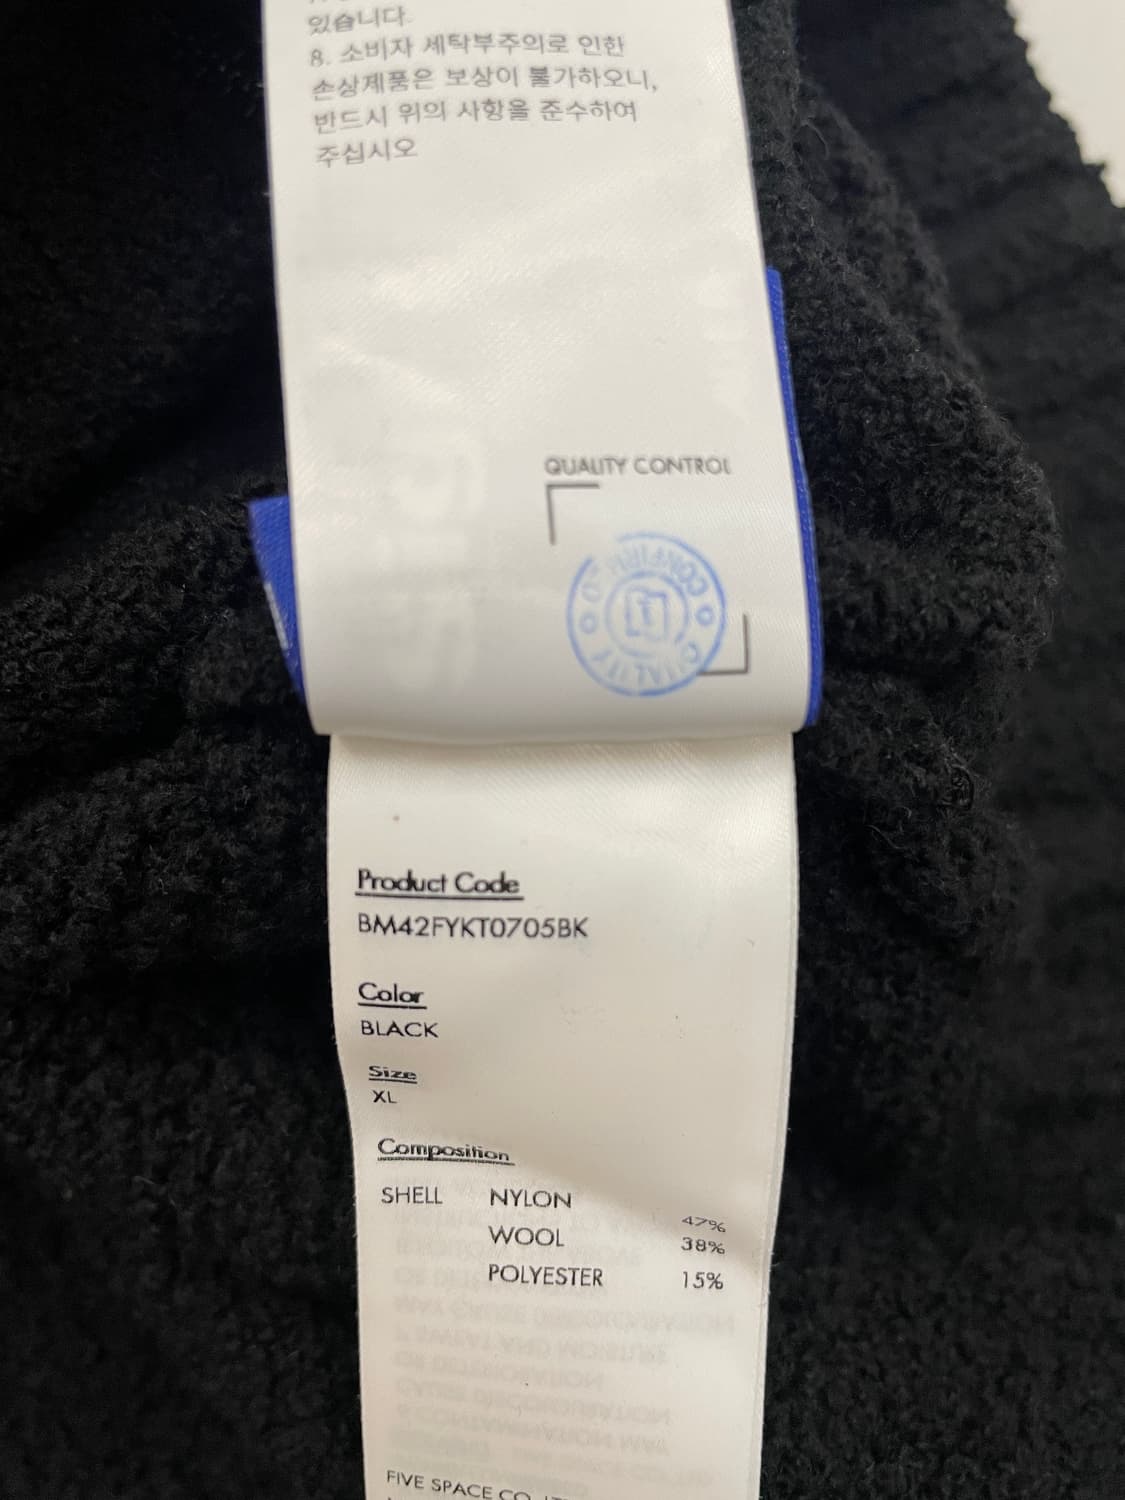 있습니다.
8. 소비자 세탁부주의로 인한
손상제품은 보상이 불가하오니,
반드시 위의 사항을 준수하여
주십시오
QUALITY CONTROL
QUALITY
Product Code
BM42FYKT0705BK
Color
BLACK
Size
XL
Composition
SHELL NYLON 47%
WOOL 38%
POLYESTER 15%
FIVE SPACE CO.